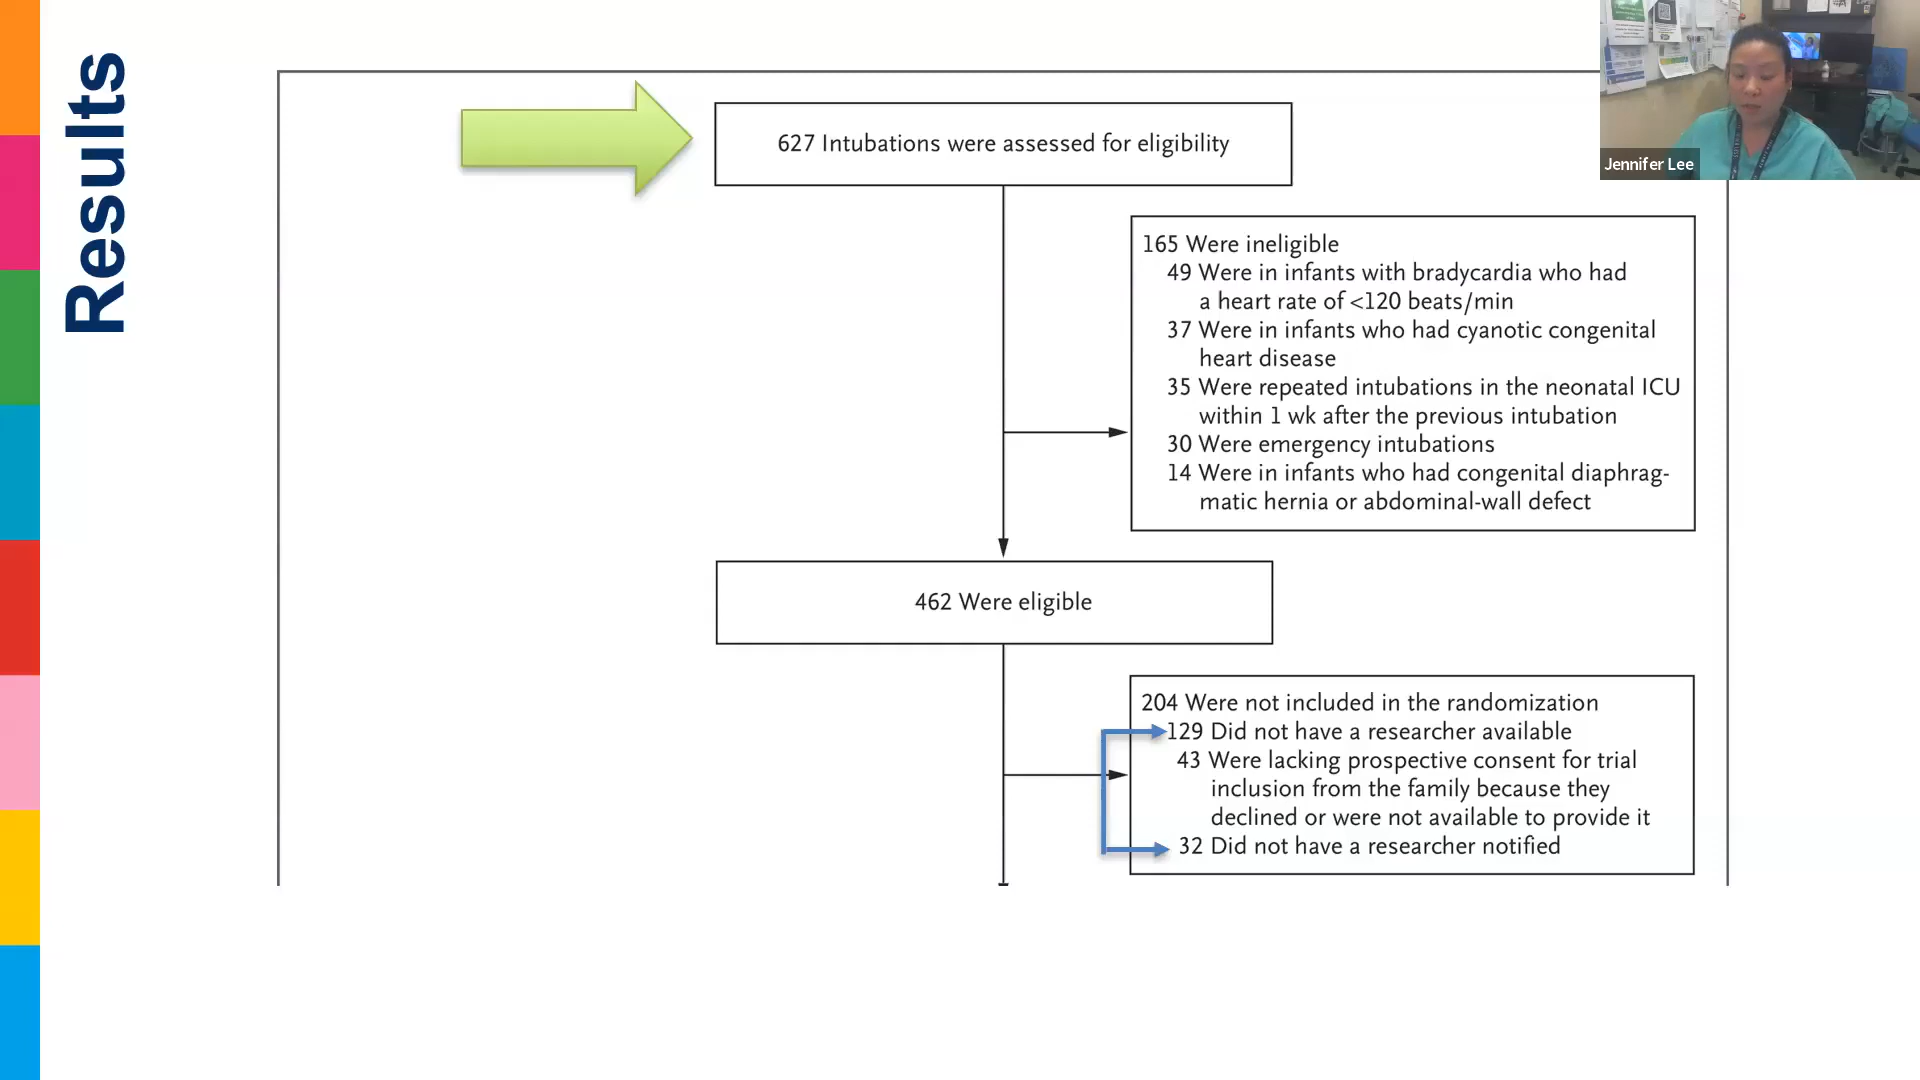 Results
627 Intubations were assessed for eligibility
Jennifer Lee
165 Were ineligible
49 Were in infants with bradycardia who had
a heart rate of <120 beats/min
37 Were in infants who had cyanotic congenital
heart disease
35 Were repeated intubations in the neonatal ICU
within 1 wk after the previous intubation
30 Were emergency intubations
14 Were in infants who had congenital diaphrag-
matic hernia or abdominal-wall defect
462 Were eligible
204 Were not included in the randomization
129 Did not have a researcher available
43 Were lacking prospective consent for trial
inclusion from the family because they
declined or were not available to provide it
32 Did not have a researcher notified